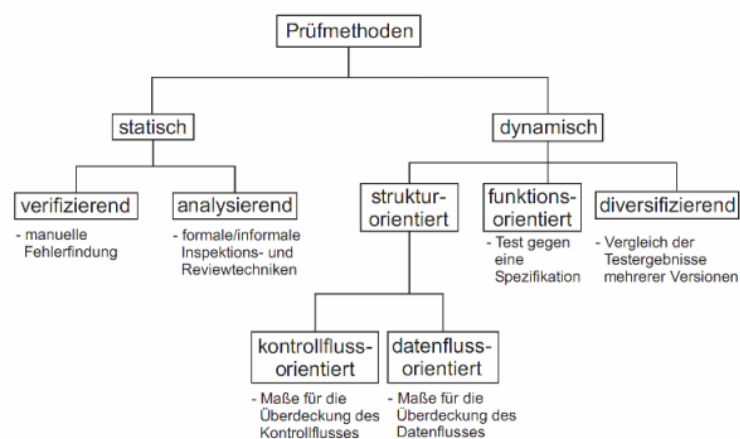 Prüfmethoden
statisch
dynamisch
verifizierend
- manuelle
Fehlerfindung
analysierend
- formale/informale
Inspektions- und
Reviewtechniken
struktur-
orientiert
funktions-
orientiert
- Test gegen
eine
Spezifikation
diversifizierend
- Vergleich der
Testergebnisse
mehrerer Versionen
kontrollfluss-
orientiert
- Maße für die
Überdeckung des
Kontrollflusses
datenfluss-
orientiert
- Maße für die
Überdeckung des
Datenflusses